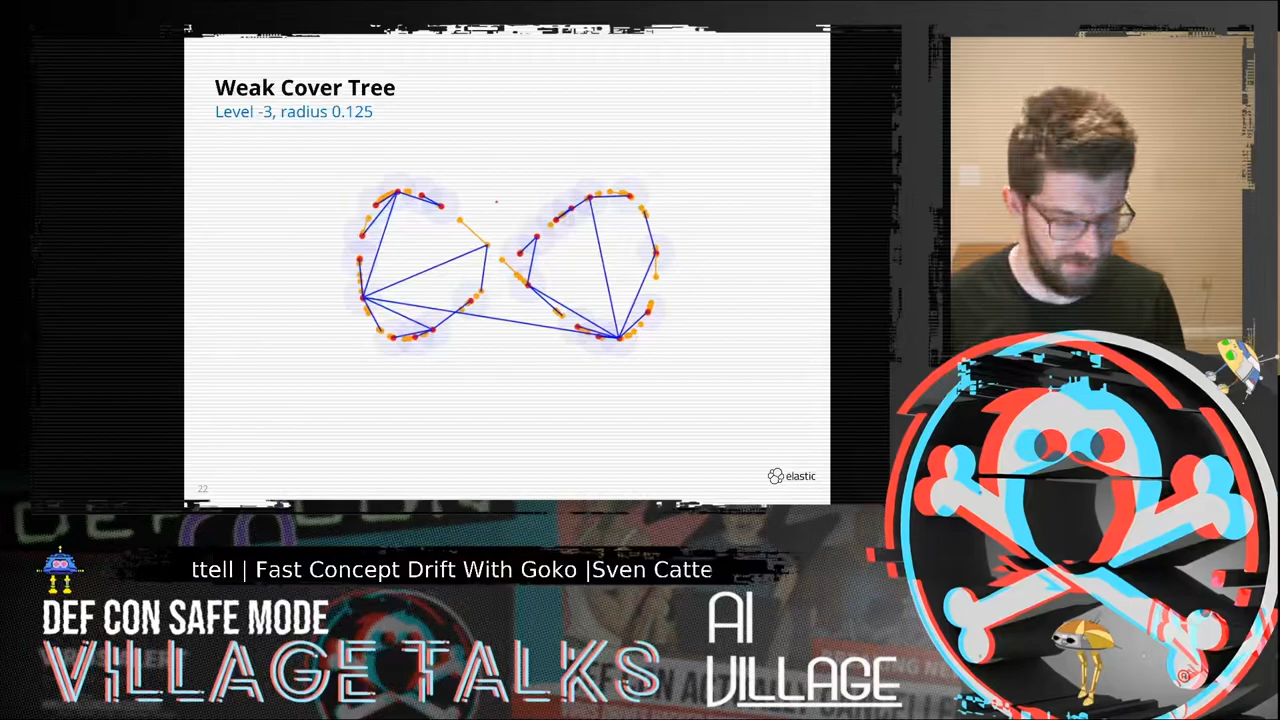 Weak Cover Tree
Level -3, radius 0.125
22
elastic
ttell | Fast Concept Drift With Goko |Sven Catte
DEF CON SAFE MODE
VILLAGE TALKS
AI
VILLAGE